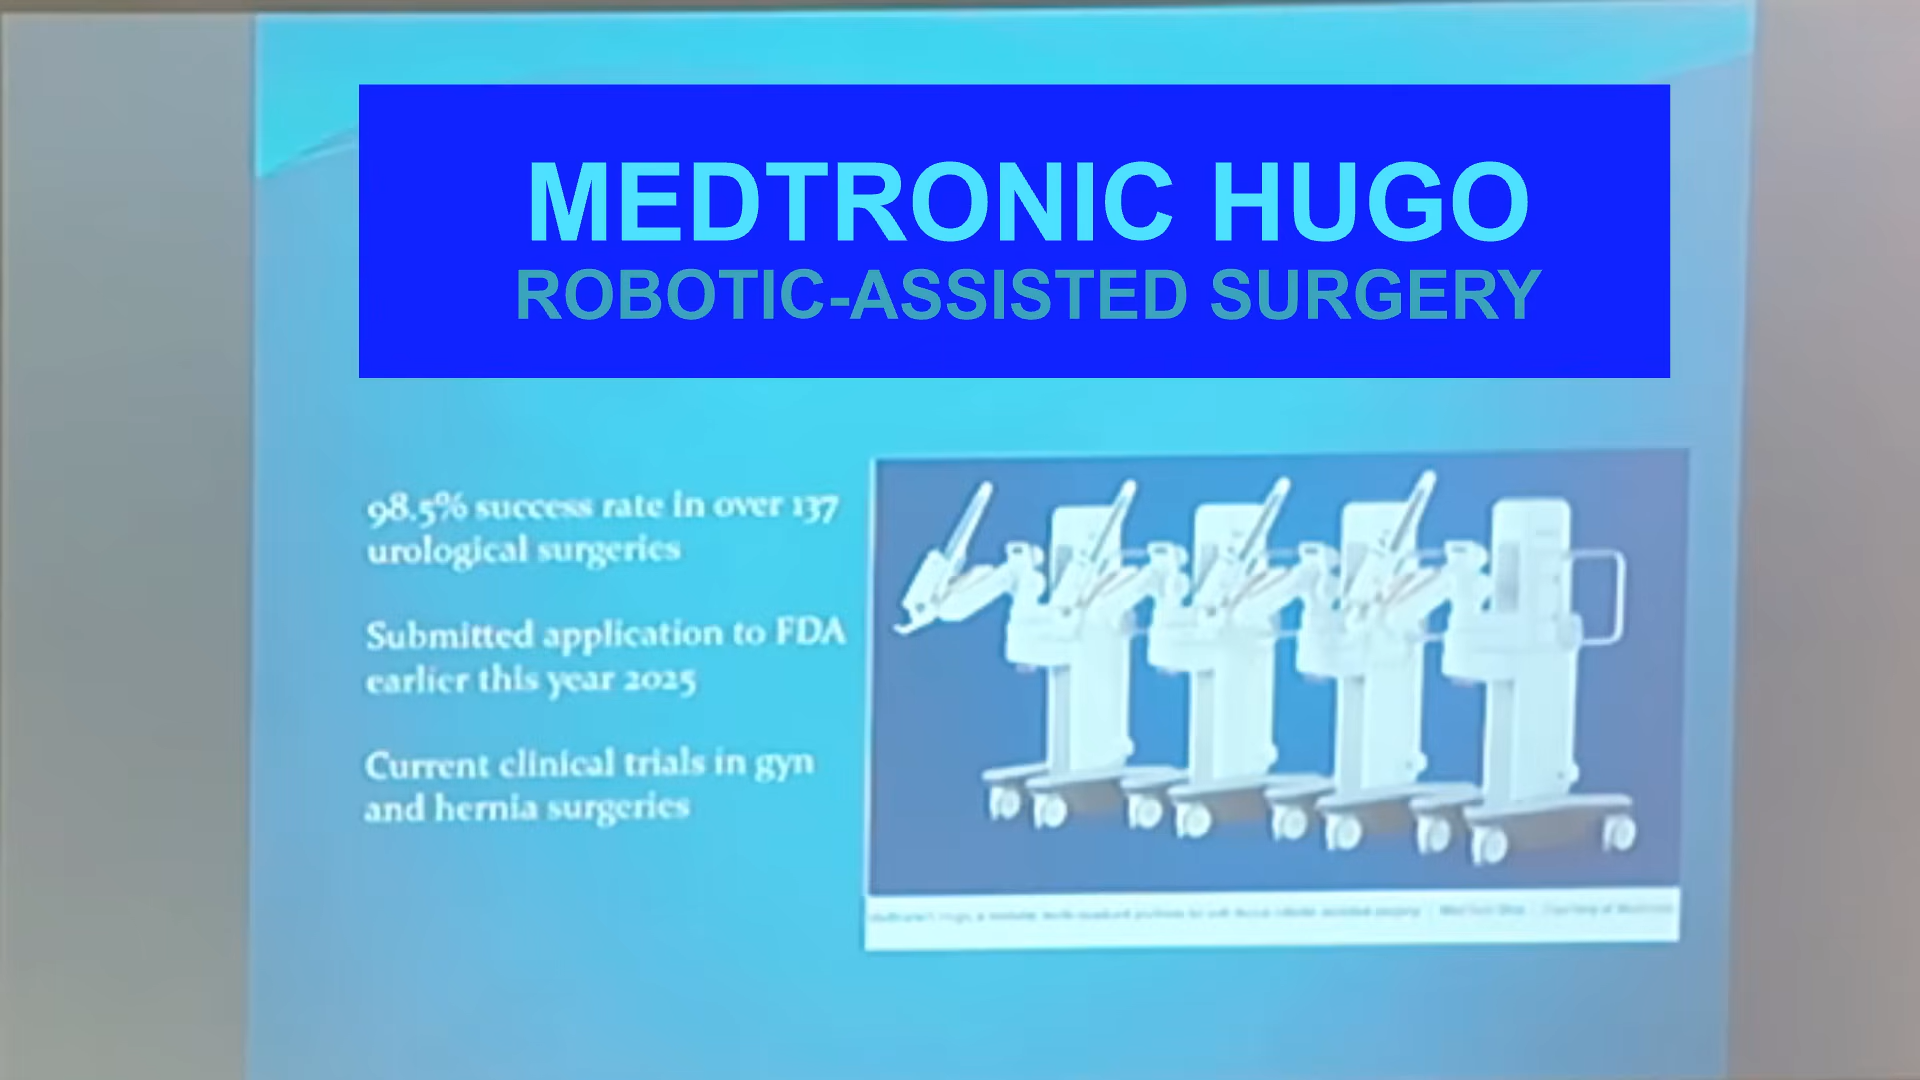 MEDTRONIC HUGO
ROBOTIC-ASSISTED SURGERY
98.5% success rate in over 137
urological surgeries
Submitted application to FDA
earlier this year 2025
Current clinical trials in gyn
and hernia surgeries